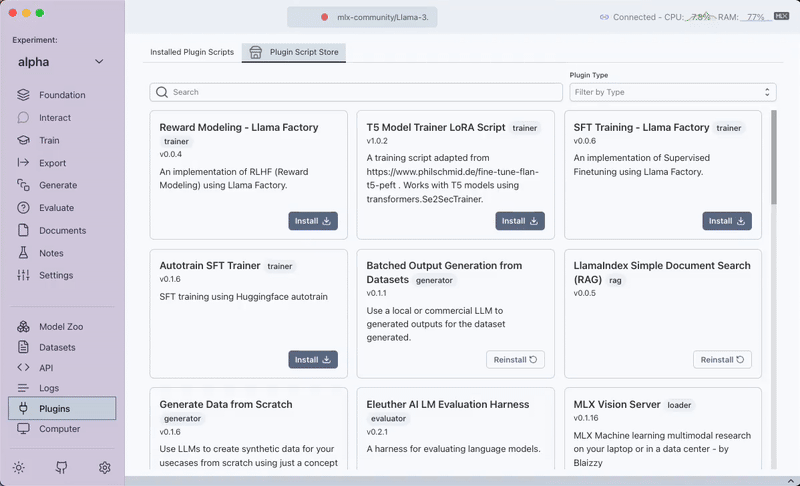 mlx-community/Llama-3.
Connected - CPU: 7.8% RAM: 77% MLX
Experiment:
alpha
Foundation
Interact
Train
Export
Generate
Evaluate
Documents
Notes
Settings
Model Zoo
Datasets
API
Logs
Plugins
Computer
Installed Plugin Scripts
Plugin Script Store
Search
Plugin Type
Filter by Type
Reward Modeling - Llama Factory
trainer
v0.0.4
An implementation of RLHF (Reward
Modeling) using Llama Factory.
Install
T5 Model Trainer LoRA Script trainer
v1.0.2
A training script adapted from
https://www.philschmid.de/fine-tune-flan-
t5-peft . Works with T5 models using
transformers.Se2SecTrainer.
Install
SFT Training - Llama Factory trainer
v0.0.6
An implementation of Supervised
Finetuning using Llama Factory.
Install
Autotrain SFT Trainer trainer
v0.1.6
SFT training using Huggingface autotrain
Install
Batched Output Generation from
Datasets generator
v0.1.1
Use a local or commercial LLM to
generated outputs for the dataset
generated.
Reinstall
LlamaIndex Simple Document Search
(RAG) rag
v0.0.5
Reinstall
Generate Data from Scratch
generator
v0.1.6
Use LLMs to create synthetic data for your
usecases from scratch using just a concept
Eleuther AI LM Evaluation Harness
evaluator
v0.2.1
A harness for evaluating language models.
MLX Vision Server loader
v0.1.16
MLX Machine learning multimodal research
on your laptop or in a data center - by
Blaizzy